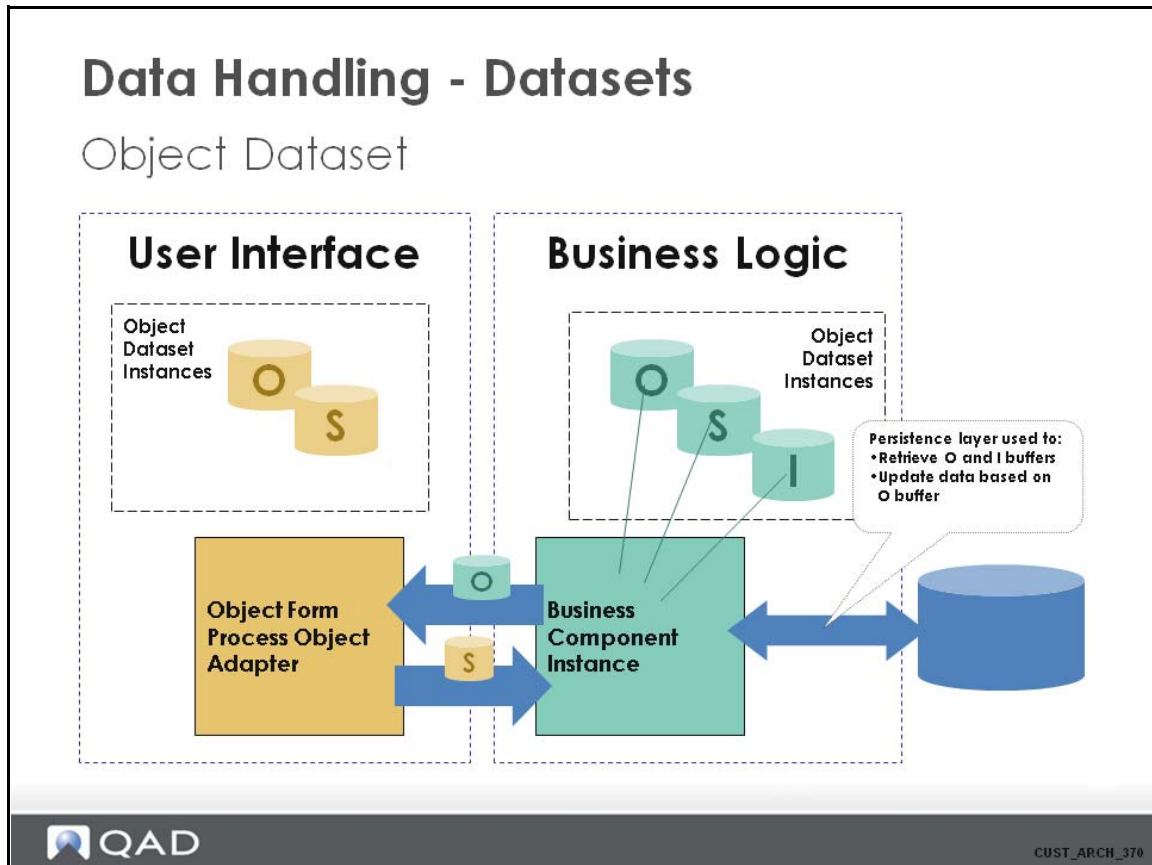 Data Handling - Datasets
Object Dataset
User Interface
Object
Dataset
Instances
O
S
Business Logic
Object
Dataset
Instances
O
S
I
Persistence layer used to:
•Retrieve O and I buffers
•Update data based on
O buffer
Object Form
Process Object
Adapter
O
S
Business
Component
Instance
QAD
CUST_ARCH_370